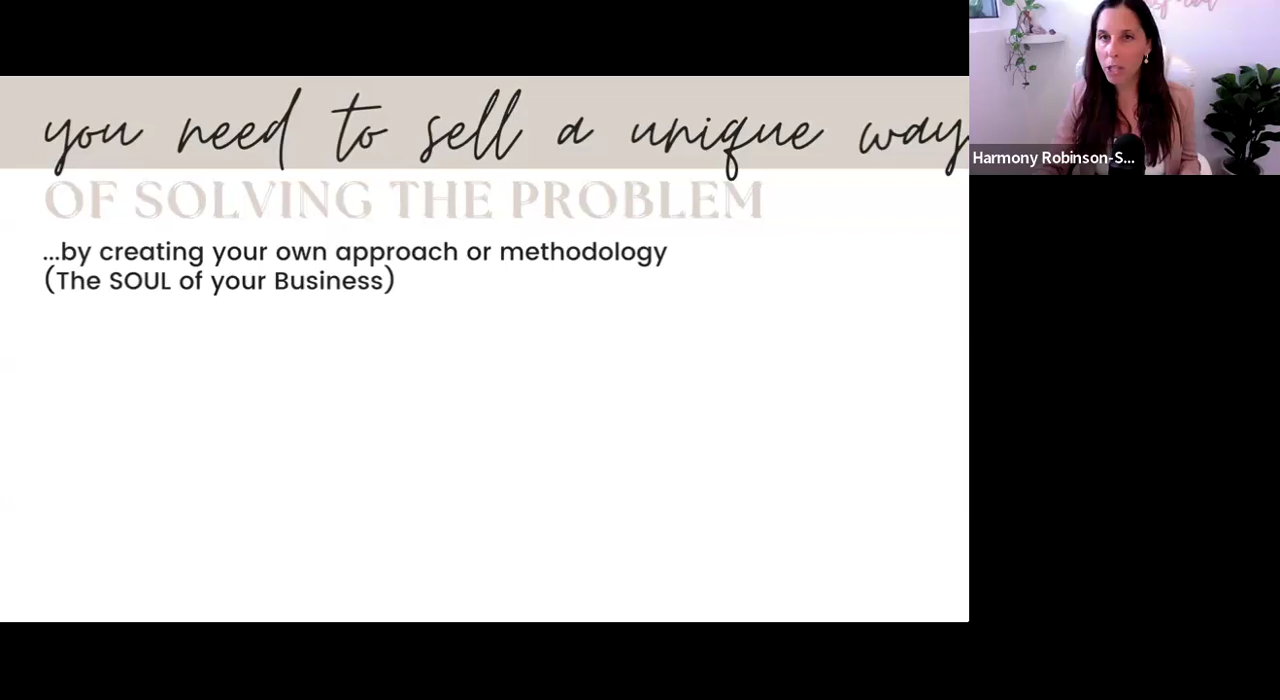 you need to sell a unique way
OF SOLVING THE PROBLEM
...by creating your own approach or methodology
(The SOUL of your Business)
Harmony Robinson-S...